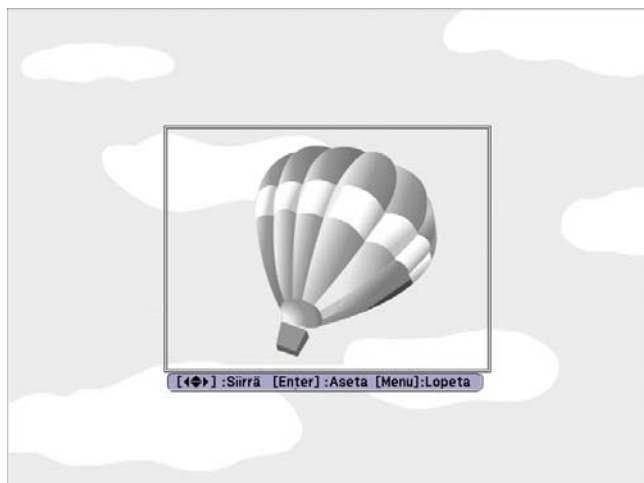 [◂◆▸] :Siirrä [Enter] :Aseta [Menu]:Lopeta